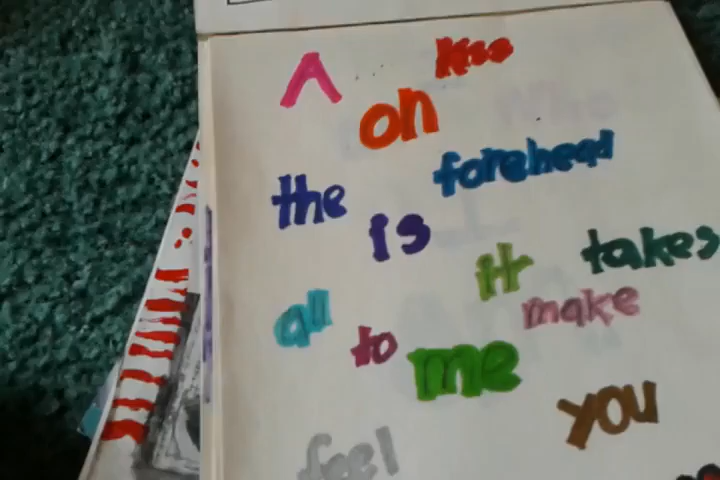 A kiss
on
the forehead
is
it takes
all to make
me
you
feel